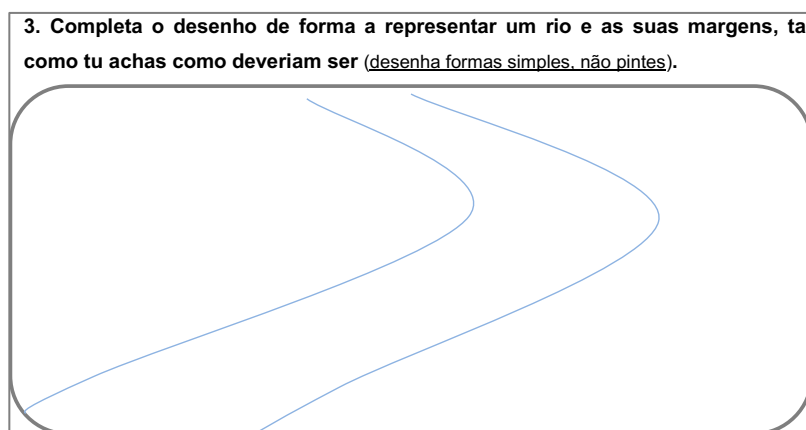 3. Completa o desenho de forma a representar um rio e as suas margens, ta
como tu achas como deveriam ser (desenha formas simples, não pintes).